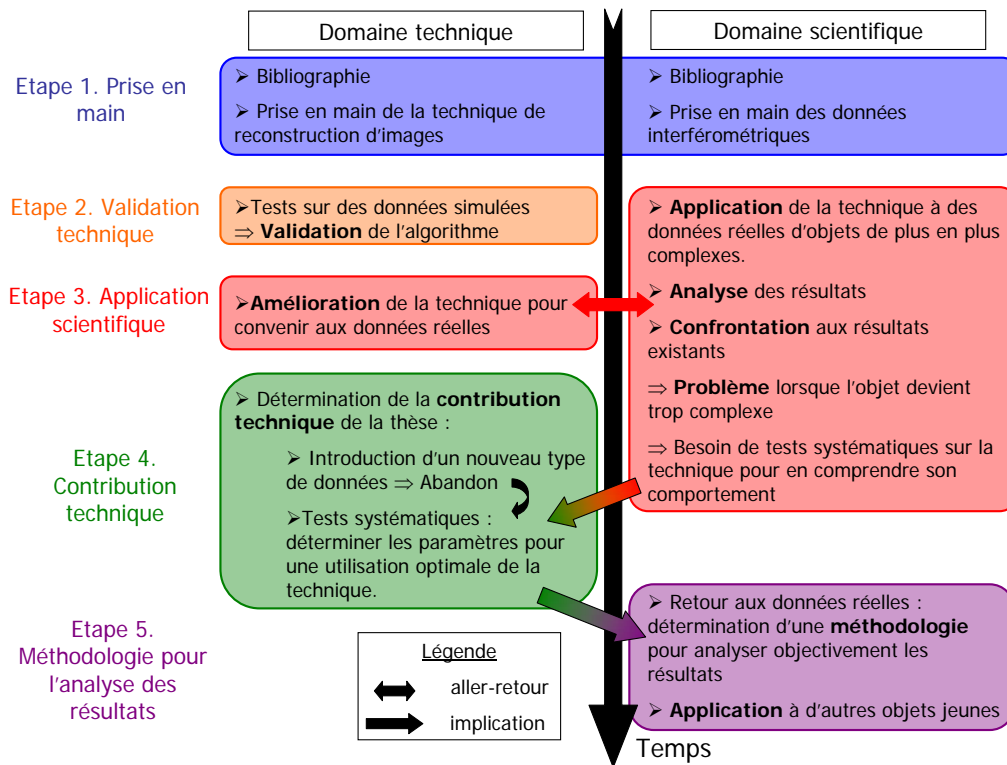 Domaine technique
Domaine scientifique
Etape 1. Prise en
main
➢ Bibliographie
➢ Prise en main de la technique de
reconstruction d'images
➢ Bibliographie
➢ Prise en main des données
interférométriques
Etape 2. Validation
technique
➢Tests sur des données simulées
⇒ Validation de l'algorithme
➢ Application de la technique à des
données réelles d'objets de plus en plus
complexes.
➢ Analyse des résultats
➢ Confrontation aux résultats
existants
⇒ Problème lorsque l'objet devient
trop complexe
⇒ Besoin de tests systématiques sur la
technique pour en comprendre son
comportement
Etape 3. Application
scientifique
➢Amélioration de la technique pour
convenir aux données réelles
Etape 4.
Contribution
technique
➢ Détermination de la contribution
technique de la thèse :
➢ Introduction d'un nouveau type
de données ⇒ Abandon
➢Tests systématiques :
déterminer les paramètres pour
une utilisation optimale de la
technique.
Etape 5.
Méthodologie pour
l'analyse des
résultats
➢ Retour aux données réelles :
détermination d'une méthodologie
pour analyser objectivement les
résultats
➢ Application à d'autres objets jeunes
Légende
aller-retour
implication
Temps